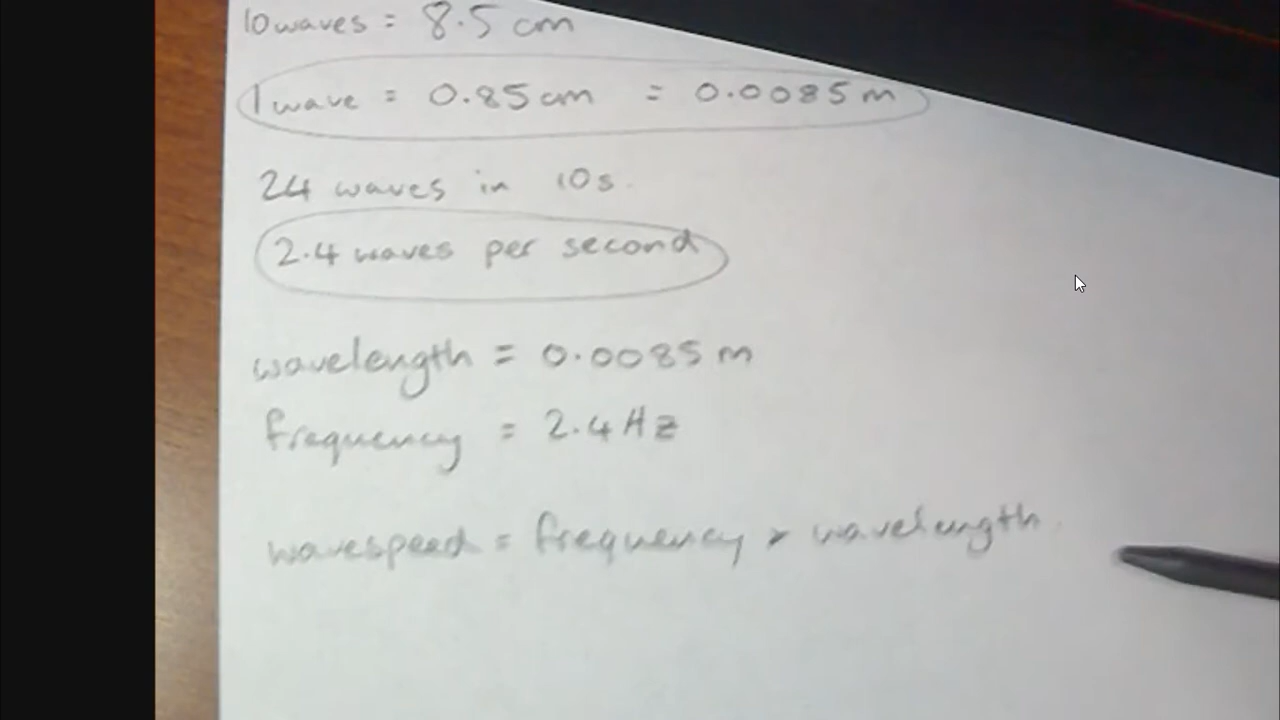 10 waves = 8.5 cm
1 wave = 0.85 cm = 0.0085 m
24 waves in 10s.
2.4 waves per second
wavelength = 0.0085 m
frequency = 2.4 Hz
wavespeed = frequency × wavelength.